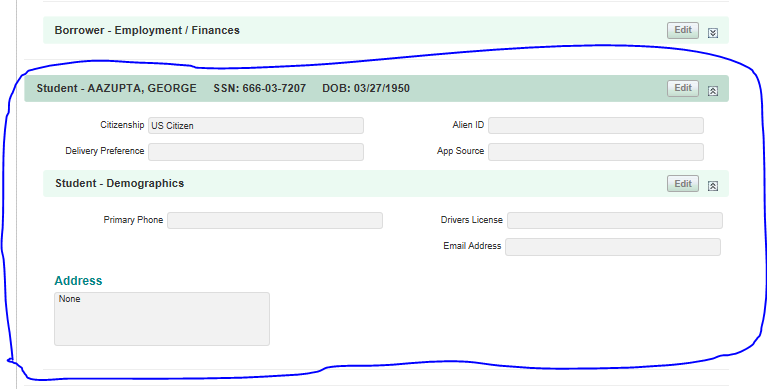 Borrower - Employment / Finances Edit
Student - AAZUPTA, GEORGE SSN: 666-03-7207 DOB: 03/27/1950 Edit
Citizenship US Citizen Alien ID
Delivery Preference App Source
Student - Demographics Edit
Primary Phone Drivers License
Email Address
Address
None